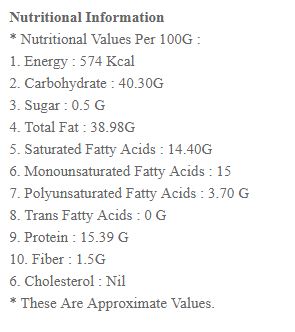 Nutritional Information
* Nutritional Values Per 100G :
1. Energy : 574 Kcal
2. Carbohydrate : 40.30G
3. Sugar : 0.5 G
4. Total Fat : 38.98G
5. Saturated Fatty Acids : 14.40G
6. Monounsaturated Fatty Acids : 15
7. Polyunsaturated Fatty Acids : 3.70 G
8. Trans Fatty Acids : 0 G
9. Protein : 15.39 G
10. Fiber : 1.5G
6. Cholesterol : Nil
* These Are Approximate Values.